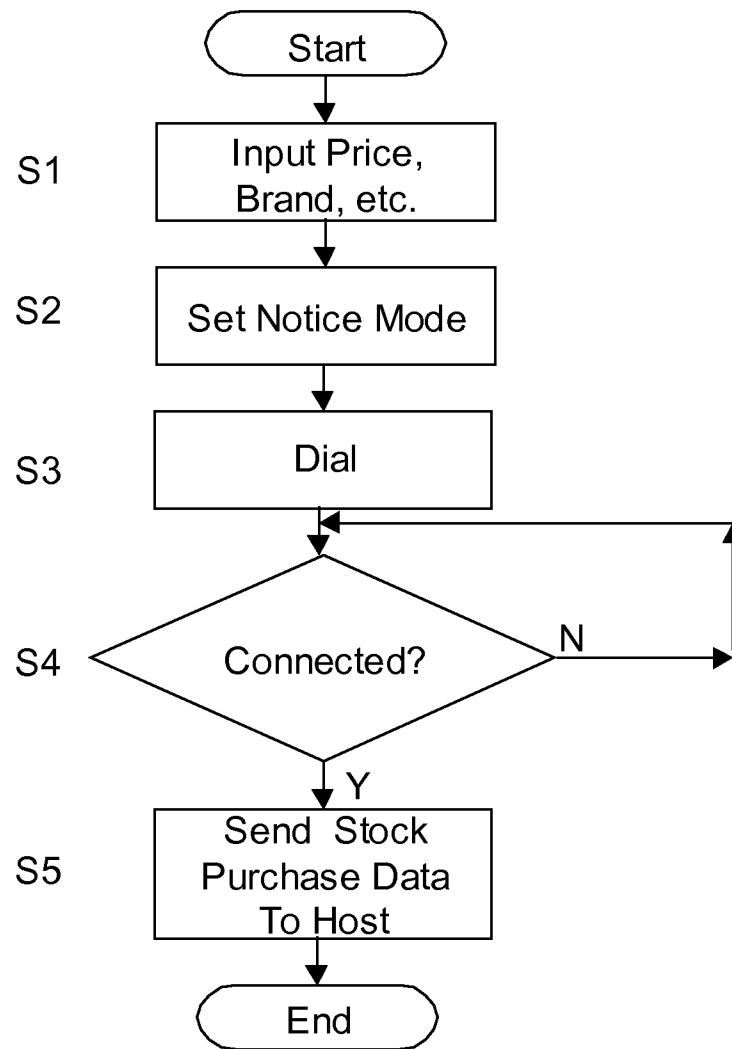 Start
S1
Input Price,
Brand, etc.
S2
Set Notice Mode
S3
Dial
S4
Connected?
N
Y
S5
Send Stock
Purchase Data
To Host
End